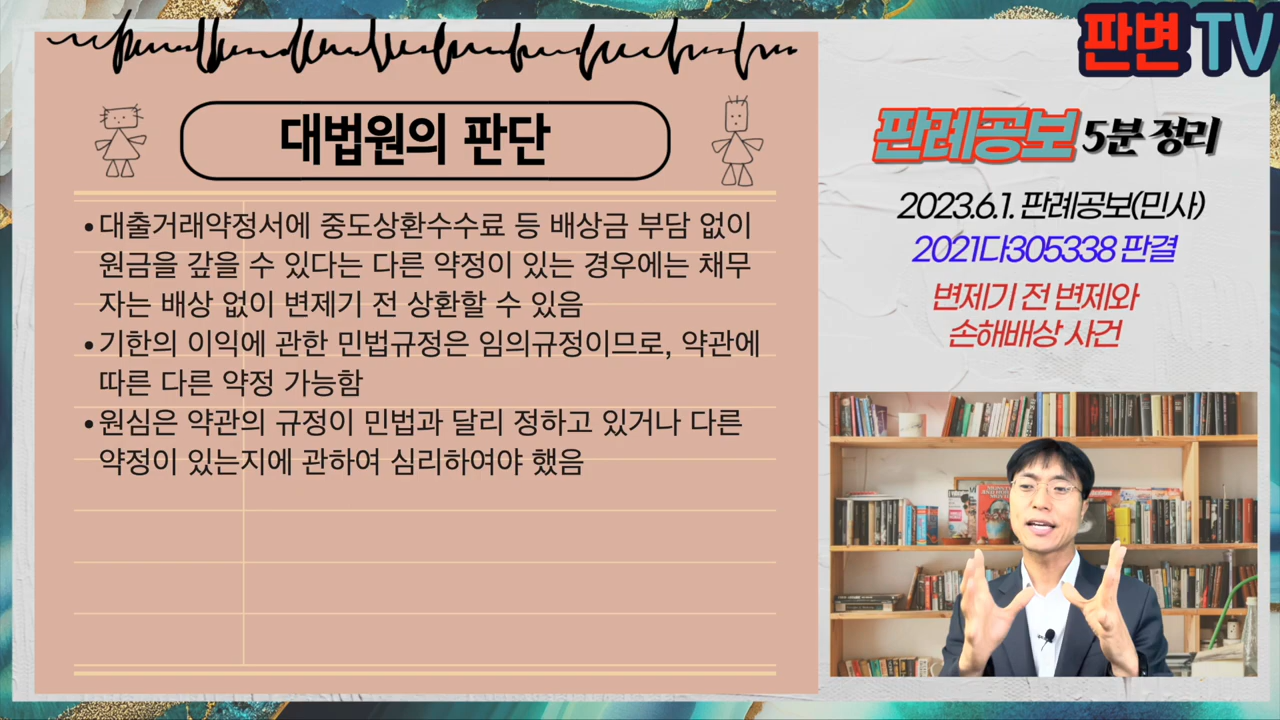 판변 TV
대법원의 판단
•대출거래약정서에 중도상환수수료 등 배상금 부담 없이
원금을 갚을 수 있다는 다른 약정이 있는 경우에는 채무
자는 배상 없이 변제기 전 상환할 수 있음
•기한의 이익에 관한 민법규정은 임의규정이므로, 약관에
따른 다른 약정 가능함
•원심은 약관의 규정이 민법과 달리 정하고 있거나 다른
약정이 있는지에 관하여 심리하여야 했음
판례공보 5분 정리
2023.6.1. 판례공보(민사)
2021다305338 판결
변제기 전 변제와
손해배상 사건